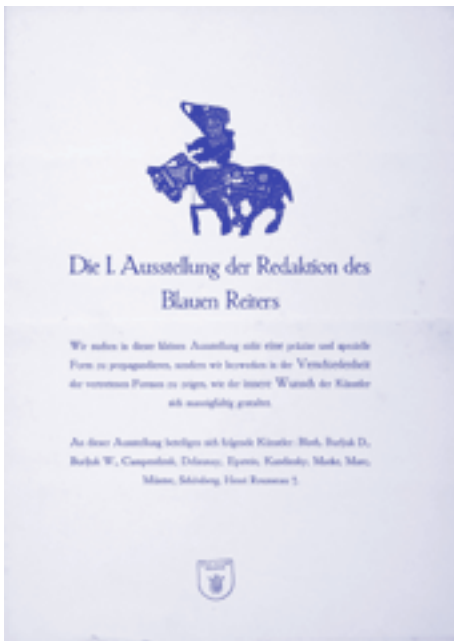 Die I. Ausstellung der Redaktion des
Blauen Reiters
Wir suchen in dieser kleinen Ausstellung nicht eine präzise und spezielle
Form zu propagandieren, sondern wir bezwecken in der Verschiedenheit
der vertretenen Formen zu zeigen, wie der innere Wunsch der Künstler
sich mannigfaltig gestaltet.
An dieser Ausstellung beteiligen sich folgende Künstler: Bloch, Burljuk D.,
Burljuk W., Campendonk, Delaunay, Epstein, Kandinsky, Macke, Marc,
Münter, Schönberg, Henri Rousseau †.